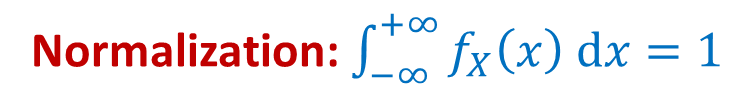 Normalization: ∫_{−∞}^{+∞} f_X(x) dx = 1